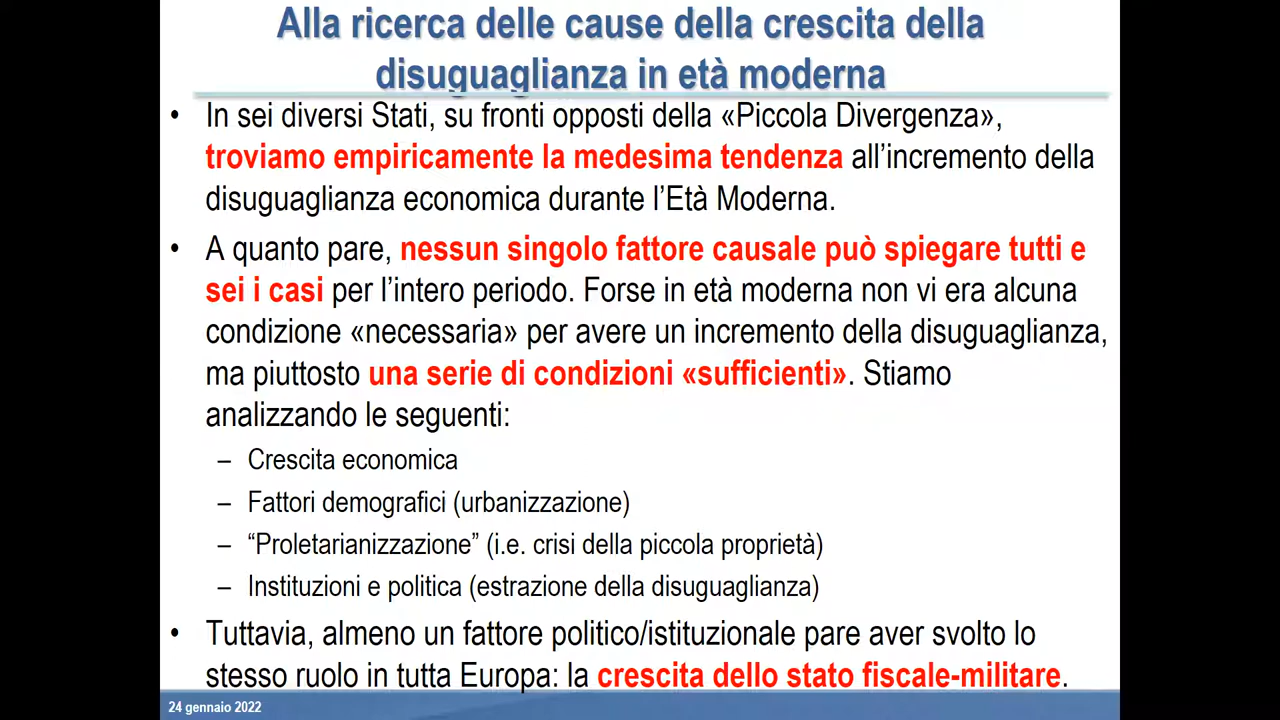 Alla ricerca delle cause della crescita della
disuguaglianza in età moderna
• In sei diversi Stati, su fronti opposti della «Piccola Divergenza»,
troviamo empiricamente la medesima tendenza all’incremento della
disuguaglianza economica durante l’Età Moderna.
• A quanto pare, nessun singolo fattore causale può spiegare tutti e
sei i casi per l’intero periodo. Forse in età moderna non vi era alcuna
condizione «necessaria» per avere un incremento della disuguaglianza,
ma piuttosto una serie di condizioni «sufficienti». Stiamo
analizzando le seguenti:
– Crescita economica
– Fattori demografici (urbanizzazione)
– “Proletarianizzazione” (i.e. crisi della piccola proprietà)
– Instituzioni e politica (estrazione della disuguaglianza)
• Tuttavia, almeno un fattore politico/istituzionale pare aver svolto lo
stesso ruolo in tutta Europa: la crescita dello stato fiscale-militare.
24 gennaio 2022